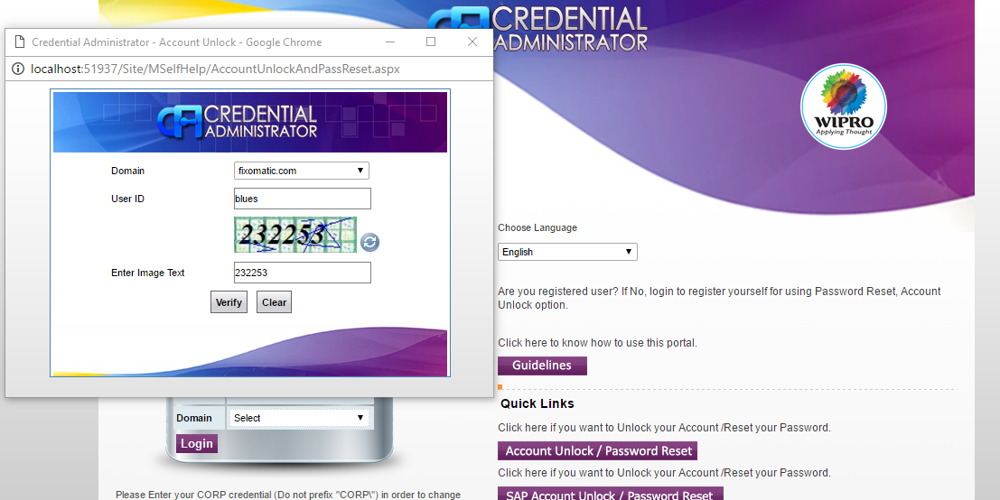 CREDENTIAL
ADMINISTRATOR
Credential Administrator - Account Unlock - Google Chrome
localhost:51937/Site/MSelfHelp/AccountUnlockAndPassReset.aspx
CREDENTIAL
ADMINISTRATOR
Domain fixomatic.com
User ID blues
232253
Enter Image Text 232253
Verify Clear
WIPRO
Applying Thought
Choose Language
English
Are you registered user? If No, login to register yourself for using Password Reset, Account
Unlock option.
Click here to know how to use this portal.
Guidelines
Quick Links
Click here if you want to Unlock your Account /Reset your Password.
Account Unlock / Password Reset
Click here if you want to Unlock your Account /Reset your Password.
SAP Account Unlock / Password Reset
Domain Select
Login
Please Enter your CORP credential (Do not prefix "CORP\") in order to change